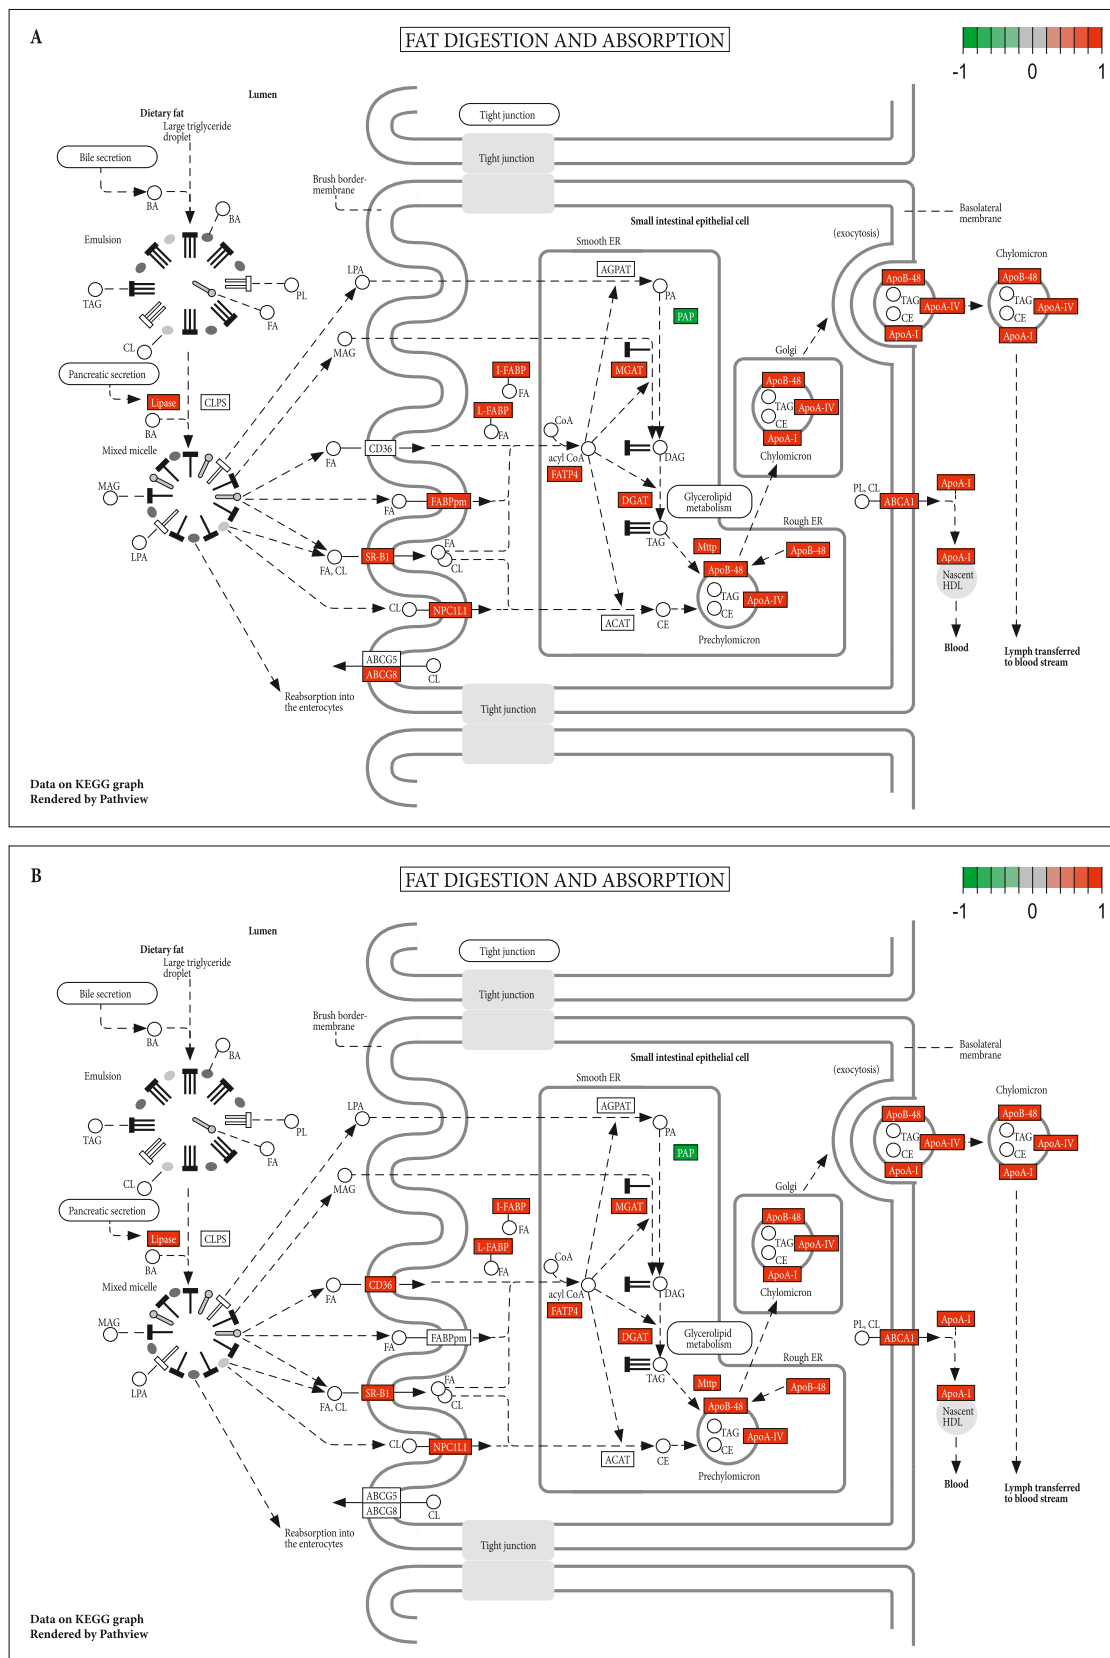 A
FAT DIGESTION AND ABSORPTION
-1
0
1
Lumen
Dietary fat
Large triglyceride
droplet
Bile secretion
BA
BA
Emulsion
TAG
PL
FA
CL
Pancreatic secretion
Lipase
CLPS
BA
Mixed micelle
MAG
LPA
Tight junction
Tight junction
Brush border-
membrane
Small intestinal epithelial cell
Basolateral
membrane
(exocytosis)
Chylomicron
Smooth ER
LPA
AGPAT
PA
PAP
MAG
MGAT
I-FABP
FA
L-FABP
FA
CoA
acyl CoA
FATP4
DAG
FA
CD36
FA
FABPpm
DGAT
TAG
Glycerolipid
metabolism
Golgi
ApoB-48
TAG
CE
ApoA-IV
ApoA-I
Chylomicron
ApoB-48
TAG
CE
ApoA-IV
ApoA-I
ApoB-48
TAG
CE
ApoA-IV
ApoA-I
PL, CL
ABCA1
ApoA-I
ApoA-I
Nascent
HDL
Rough ER
FA, CL
SR-B1
FA
CL
Mttp
ApoB-48
ApoB-48
TAG
CE
ApoA-IV
Prechylomicron
CL
NPC1L1
ACAT
CE
Blood
Lymph transferred
to blood stream
ABCG5
ABCG8
CL
Reabsorption into
the enterocytes
Tight junction
Data on KEGG graph
Rendered by Pathview
B
FAT DIGESTION AND ABSORPTION
-1
0
1
Lumen
Dietary fat
Large triglyceride
droplet
Bile secretion
BA
BA
Emulsion
TAG
PL
FA
CL
Pancreatic secretion
Lipase
CLPS
BA
Mixed micelle
MAG
LPA
Tight junction
Tight junction
Brush border-
membrane
Small intestinal epithelial cell
Basolateral
membrane
(exocytosis)
Chylomicron
Smooth ER
LPA
AGPAT
PA
PAP
MAG
MGAT
I-FABP
FA
L-FABP
FA
CoA
acyl CoA
FATP4
DAG
FA
CD36
FA
FABPpm
DGAT
TAG
Glycerolipid
metabolism
Golgi
ApoB-48
TAG
CE
ApoA-IV
ApoA-I
Chylomicron
ApoB-48
TAG
CE
ApoA-IV
ApoA-I
ApoB-48
TAG
CE
ApoA-IV
ApoA-I
PL, CL
ABCA1
ApoA-I
ApoA-I
Nascent
HDL
Rough ER
FA, CL
SR-B1
FA
CL
Mttp
ApoB-48
ApoB-48
TAG
CE
ApoA-IV
Prechylomicron
CL
NPC1L1
ACAT
CE
Blood
Lymph transferred
to blood stream
ABCG5
ABCG8
CL
Reabsorption into
the enterocytes
Tight junction
Data on KEGG graph
Rendered by Pathview